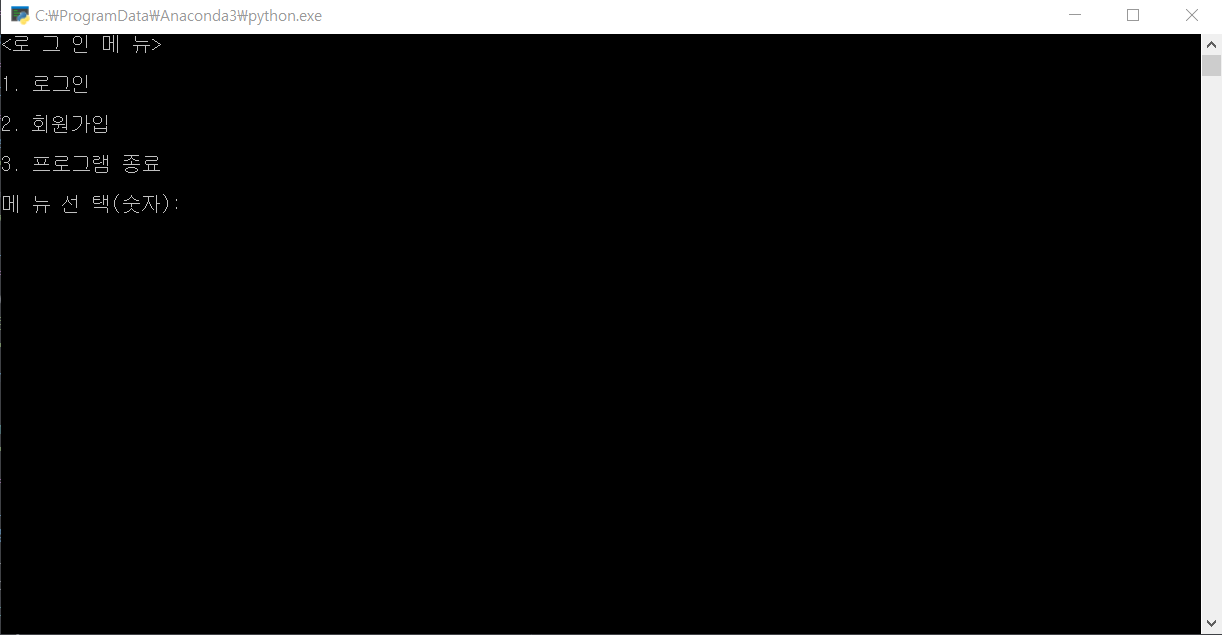 C:₩ProgramData₩Anaconda3₩python.exe
<로 그 인 메 뉴>
1. 로그인
2. 회원가입
3. 프로그램 종료
메 뉴 선 택(숫자):